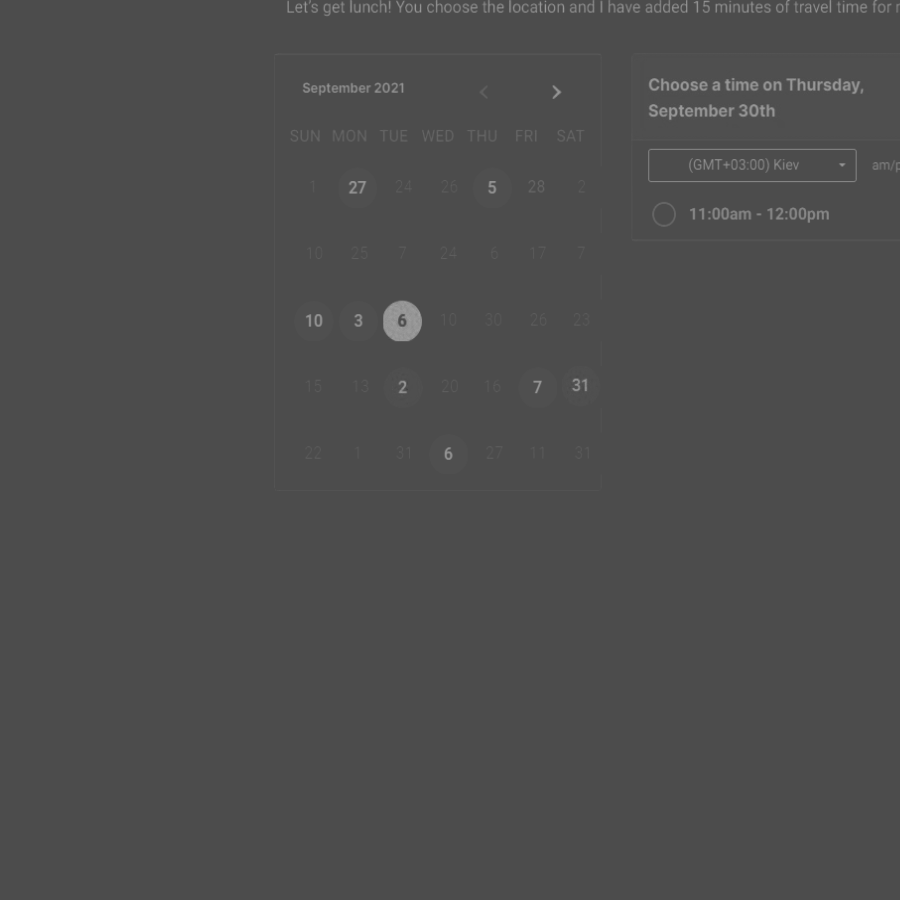 Let's get lunch! You choose the location and I have added 15 minutes of travel time for
September 2021
SUN MON TUE WED THU FRI SAT
1 27 24 26 5 28 2
10 25 7 24 6 17 7
10 3 6 10 30 26 23
15 13 2 20 16 7 31
22 1 31 6 27 11 31
Choose a time on Thursday,
September 30th
(GMT+03:00) Kiev am/p
11:00am - 12:00pm